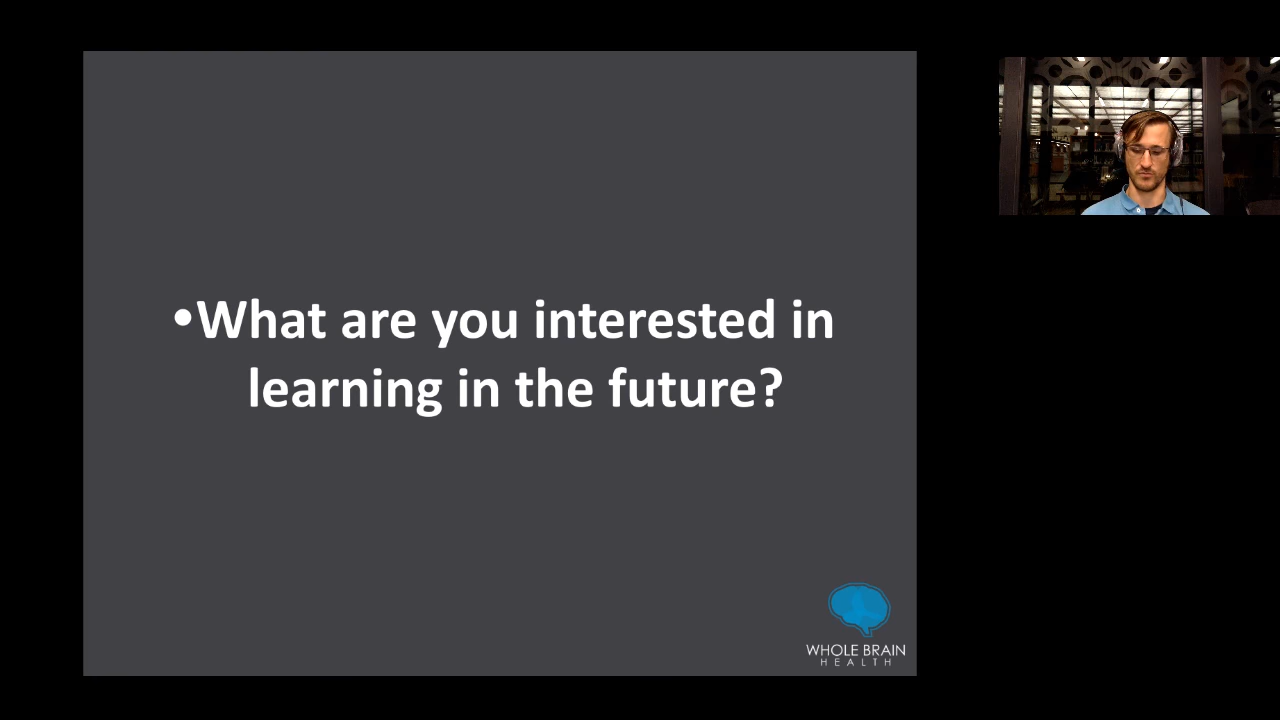 •What are you interested in
learning in the future?
WHOLE BRAIN
HEALTH